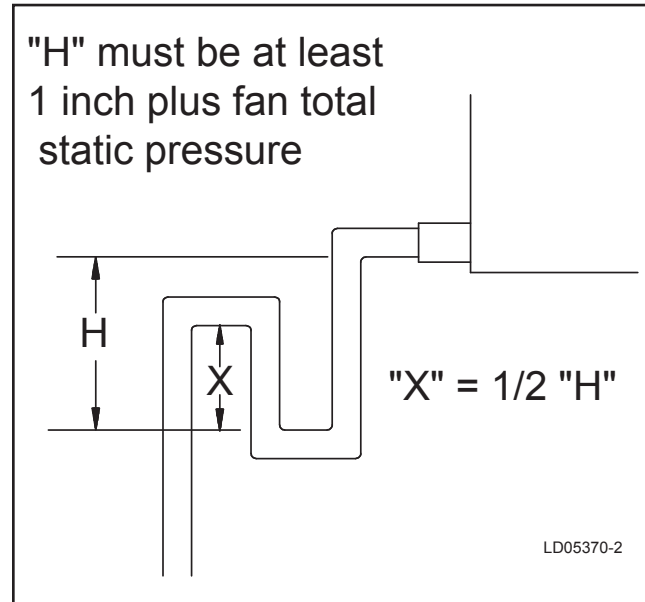 "H" must be at least
1 inch plus fan total
static pressure
H
X
"X" = 1/2 "H"
LD05370-2